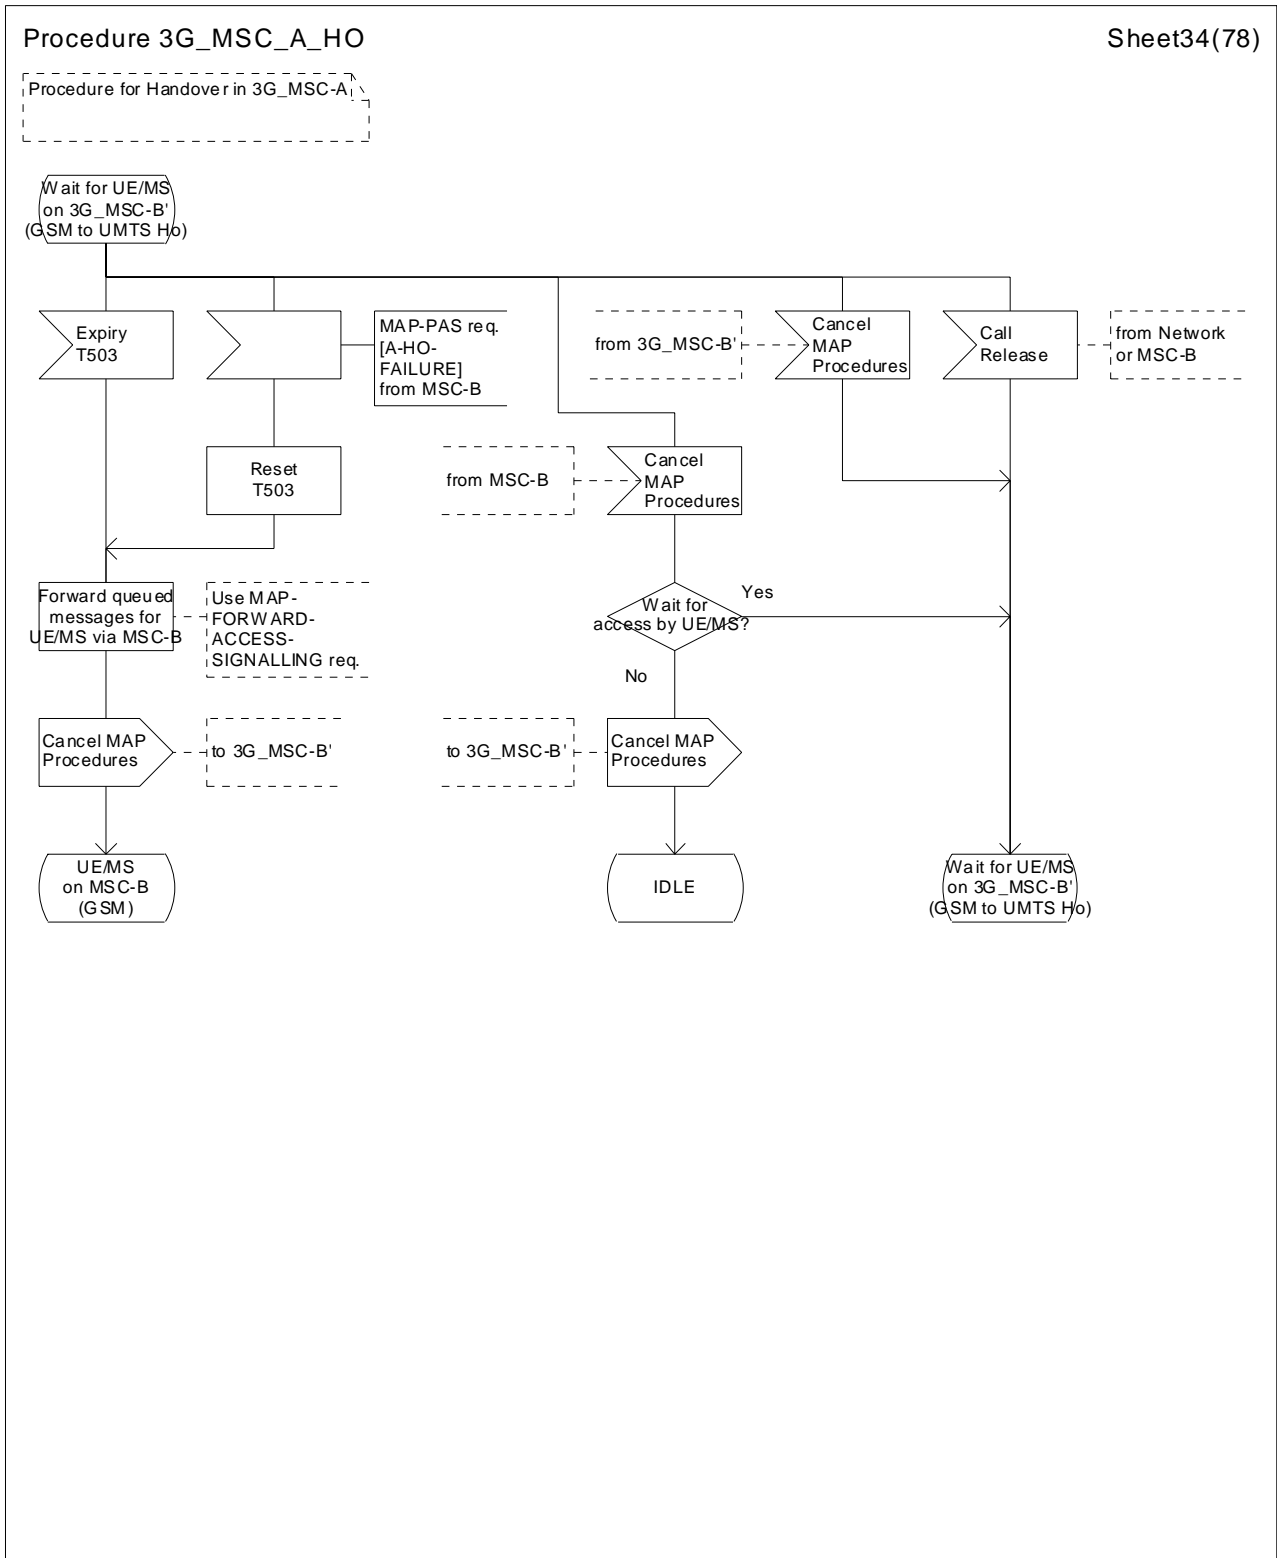 Procedure 3G_MSC_A_HO
Sheet34(78)
Procedure for Handover in 3G_MSC-A
Wait for UE/MS
on 3G_MSC-B'
(GSM to UMTS Ho)
Expiry
T503
MAP-PAS req.
[A-HO-
FAILURE]
from MSC-B
from 3G_MSC-B'
Cancel
MAP
Procedures
Call
Release
from Network
or MSC-B
Reset
T503
from MSC-B
Cancel
MAP
Procedures
Forward queued
messages for
UE/MS via MSC-B
Use MAP-
FORWARD-
ACCESS-
SIGNALLING req.
Wait for
access by UE/MS?
Yes
No
Cancel MAP
Procedures
to 3G_MSC-B'
to 3G_MSC-B'
Cancel MAP
Procedures
UE/MS
on MSC-B
(GSM)
IDLE
Wait for UE/MS
on 3G_MSC-B'
(GSM to UMTS Ho)